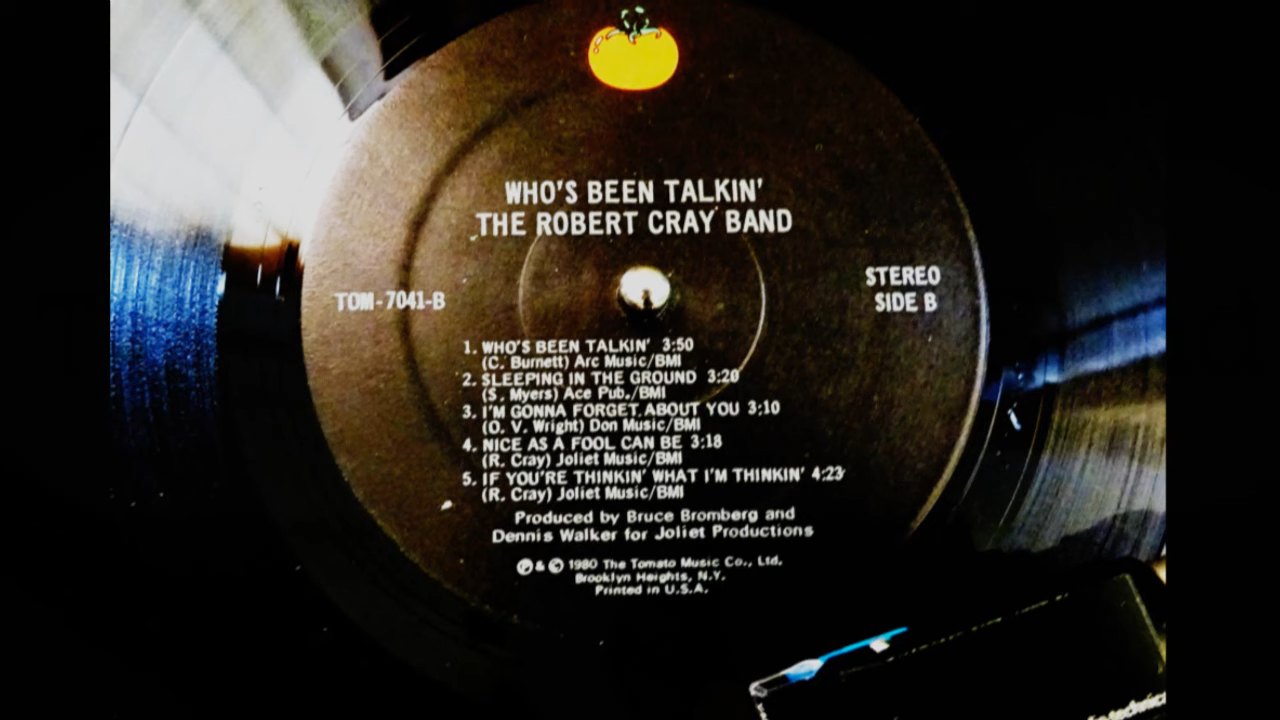 WHO'S BEEN TALKIN'
THE ROBERT CRAY BAND
TOM-7041-B
STEREO
SIDE B
1. WHO'S BEEN TALKIN' 3:50
(C. Burnett) Arc Music/BMI
2. SLEEPING IN THE GROUND 3:20
(S. Myers) Ace Pub./BMI
3. I'M GONNA FORGET ABOUT YOU 3:10
(O. V. Wright) Don Music/BMI
4. NICE AS A FOOL CAN BE 3:18
(R. Cray) Joliet Music/BMI
5. IF YOU'RE THINKIN' WHAT I'M THINKIN' 4:23
(R. Cray) Joliet Music/BMI
Produced by Bruce Bromberg and
Dennis Walker for Joliet Productions
℗ & © 1980 The Tomato Music Co., Ltd.
Brooklyn Heights, N.Y.
Printed in U.S.A.